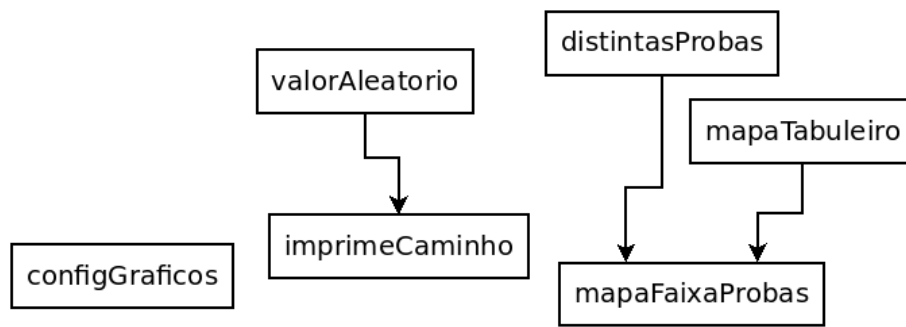 distintasProbas
valorAleatorio
mapaTabuleiro
imprimeCaminho
configGraficos
mapaFaixaProbas